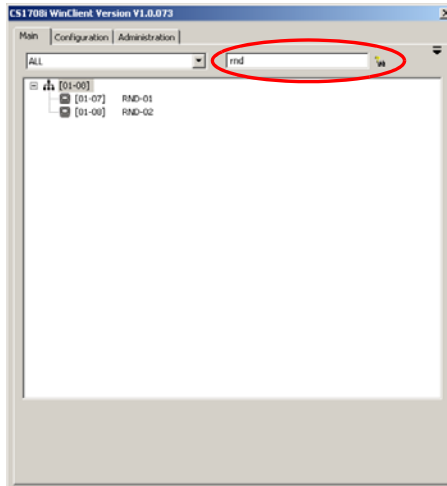 CS1708i WinClient Version V1.0.073
Main Configuration Administration
ALL rnd
[01-00]
[01-07] RND-01
[01-08] RND-02